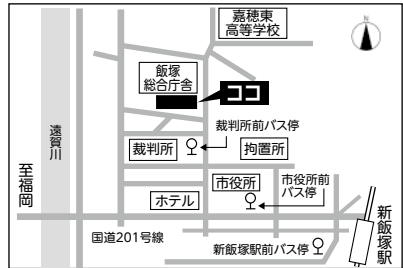 嘉穂東
高等学校
N
飯塚
総合庁舎
ココ
遠賀川
裁判所前バス停
裁判所
拘置所
至福岡
市役所
市役所前
バス停
ホテル
国道201号線
新飯塚駅前バス停
新飯塚駅